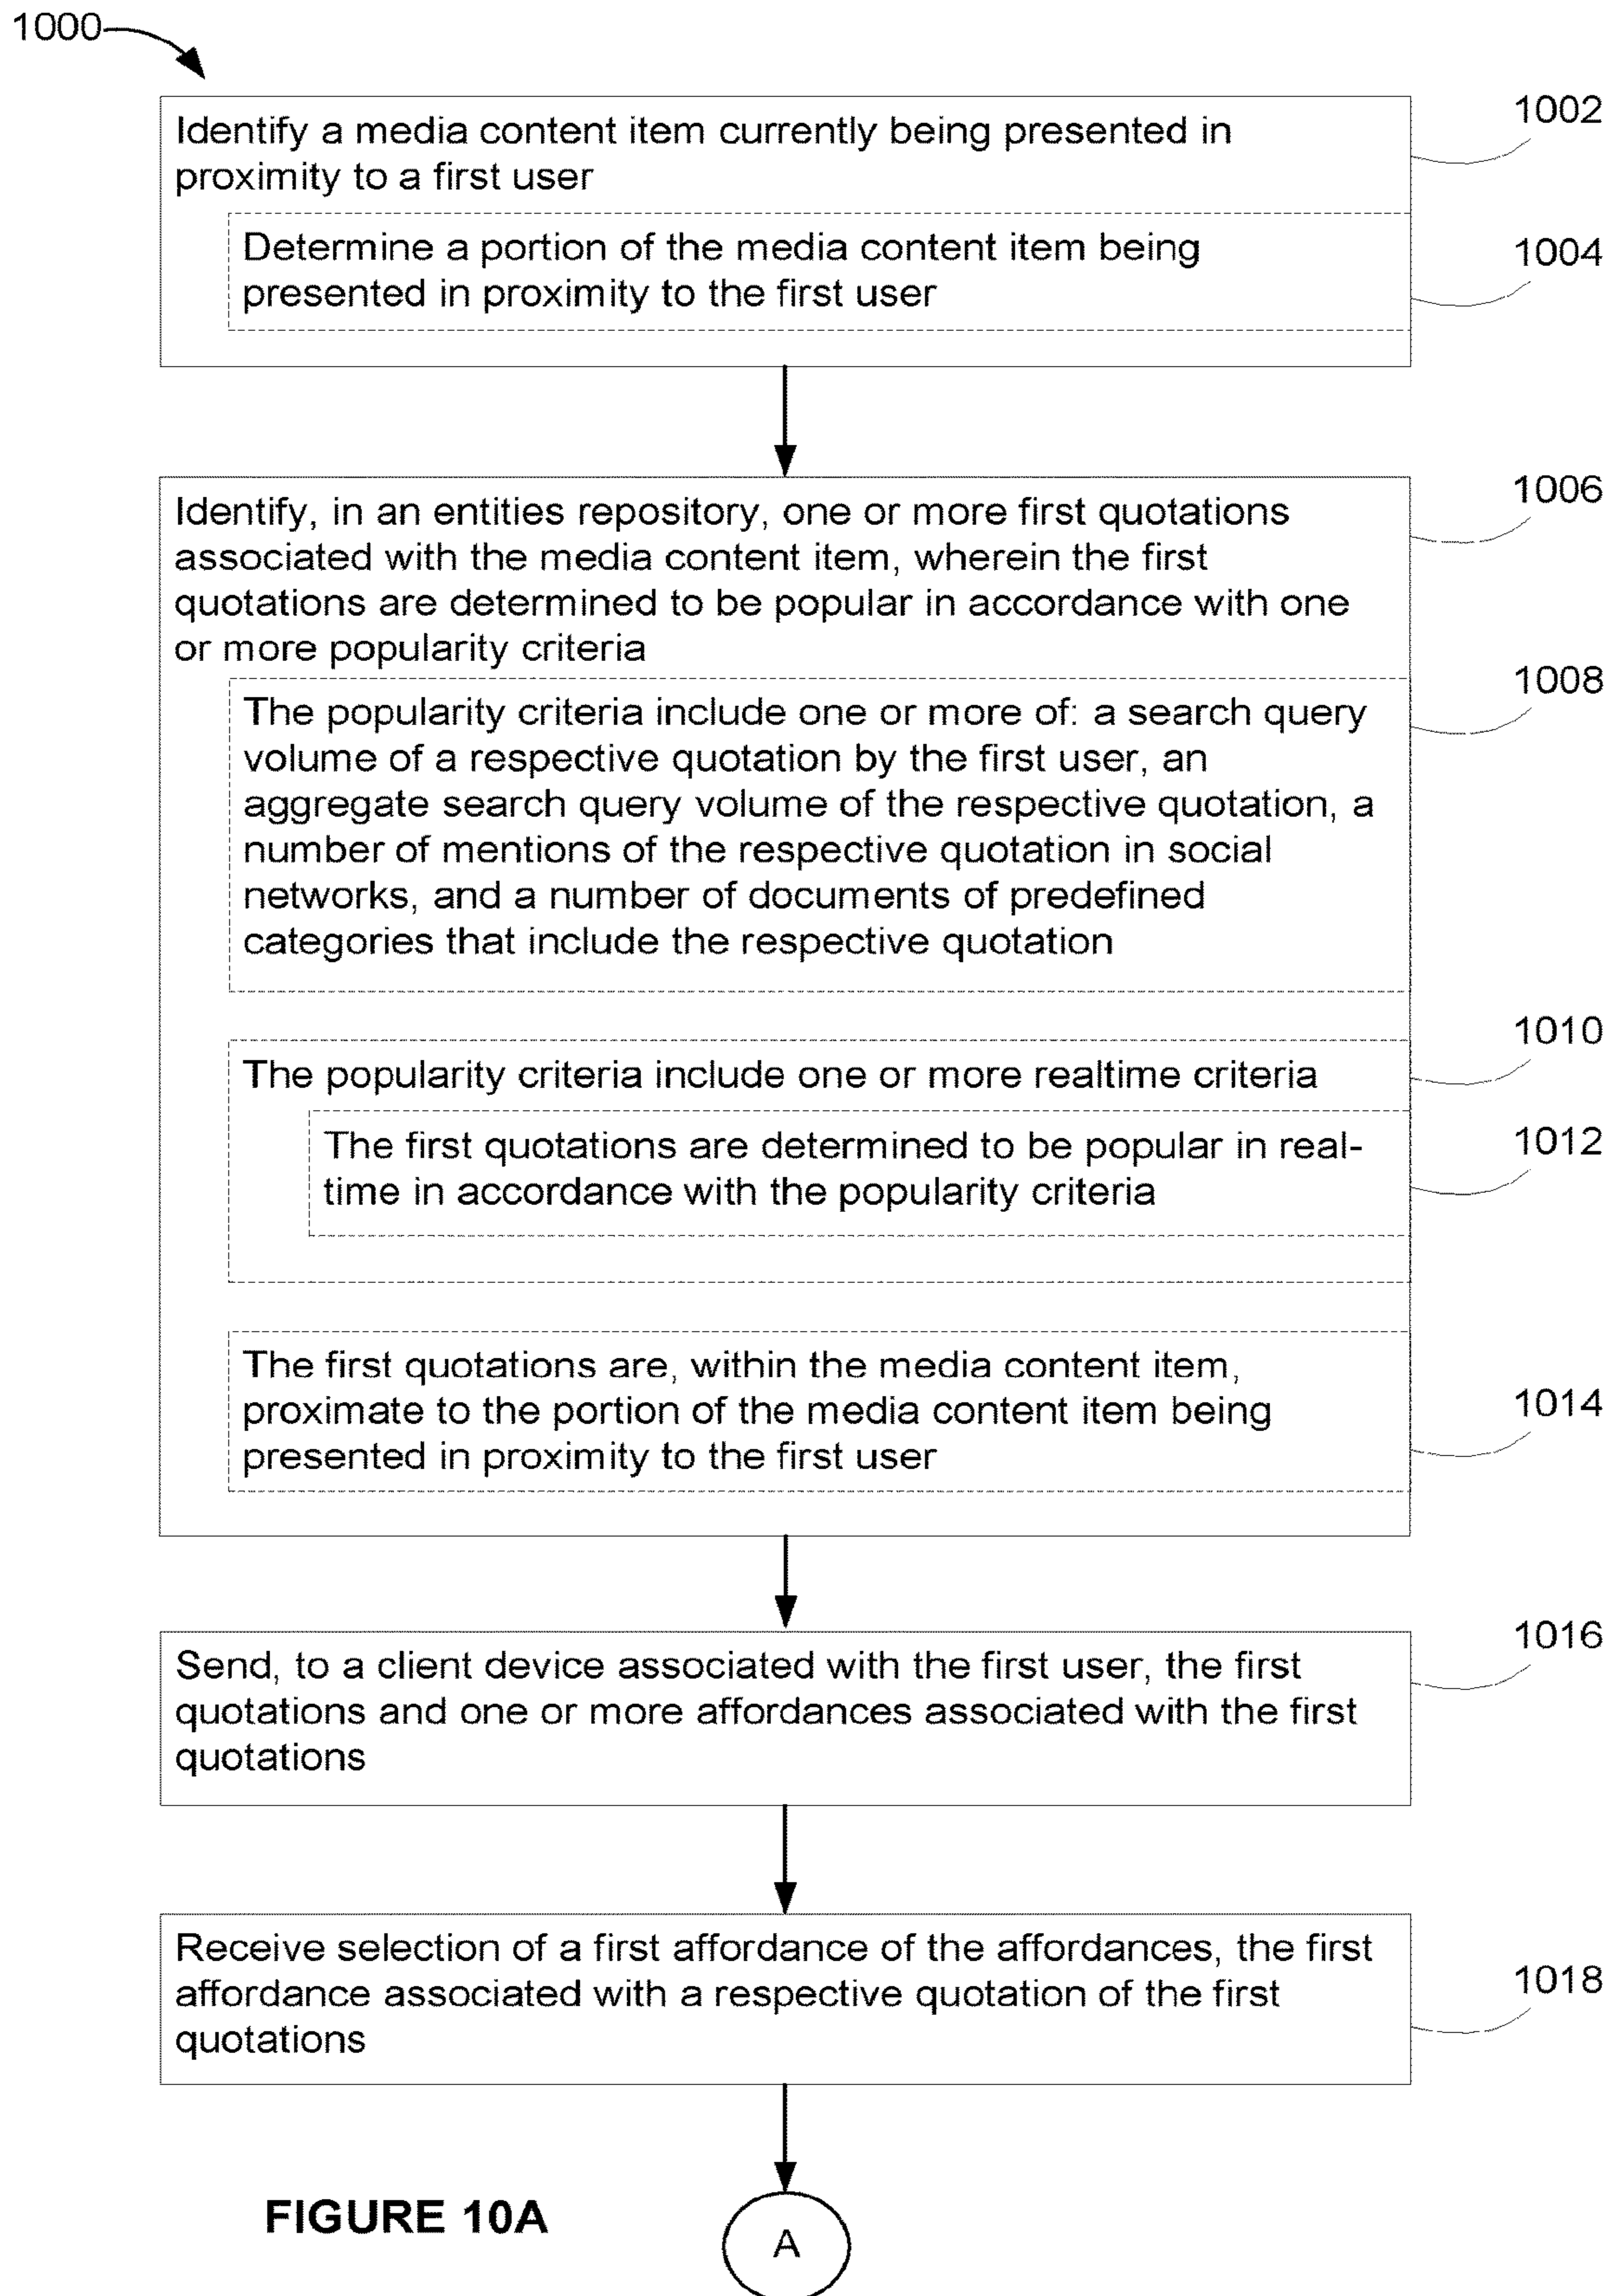 1000
Identify a media content item currently being presented in
proximity to a first user
1002
Determine a portion of the media content item being
presented in proximity to the first user
1004
Identify, in an entities repository, one or more first quotations
associated with the media content item, wherein the first
quotations are determined to be popular in accordance with one
or more popularity criteria
1006
The popularity criteria include one or more of: a search query
volume of a respective quotation by the first user, an
aggregate search query volume of the respective quotation, a
number of mentions of the respective quotation in social
networks, and a number of documents of predefined
categories that include the respective quotation
1008
The popularity criteria include one or more realtime criteria
1010
The first quotations are determined to be popular in real-
time in accordance with the popularity criteria
1012
The first quotations are, within the media content item,
proximate to the portion of the media content item being
presented in proximity to the first user
1014
Send, to a client device associated with the first user, the first
quotations and one or more affordances associated with the first
quotations
1016
Receive selection of a first affordance of the affordances, the first
affordance associated with a respective quotation of the first
quotations
1018
FIGURE 10A
A